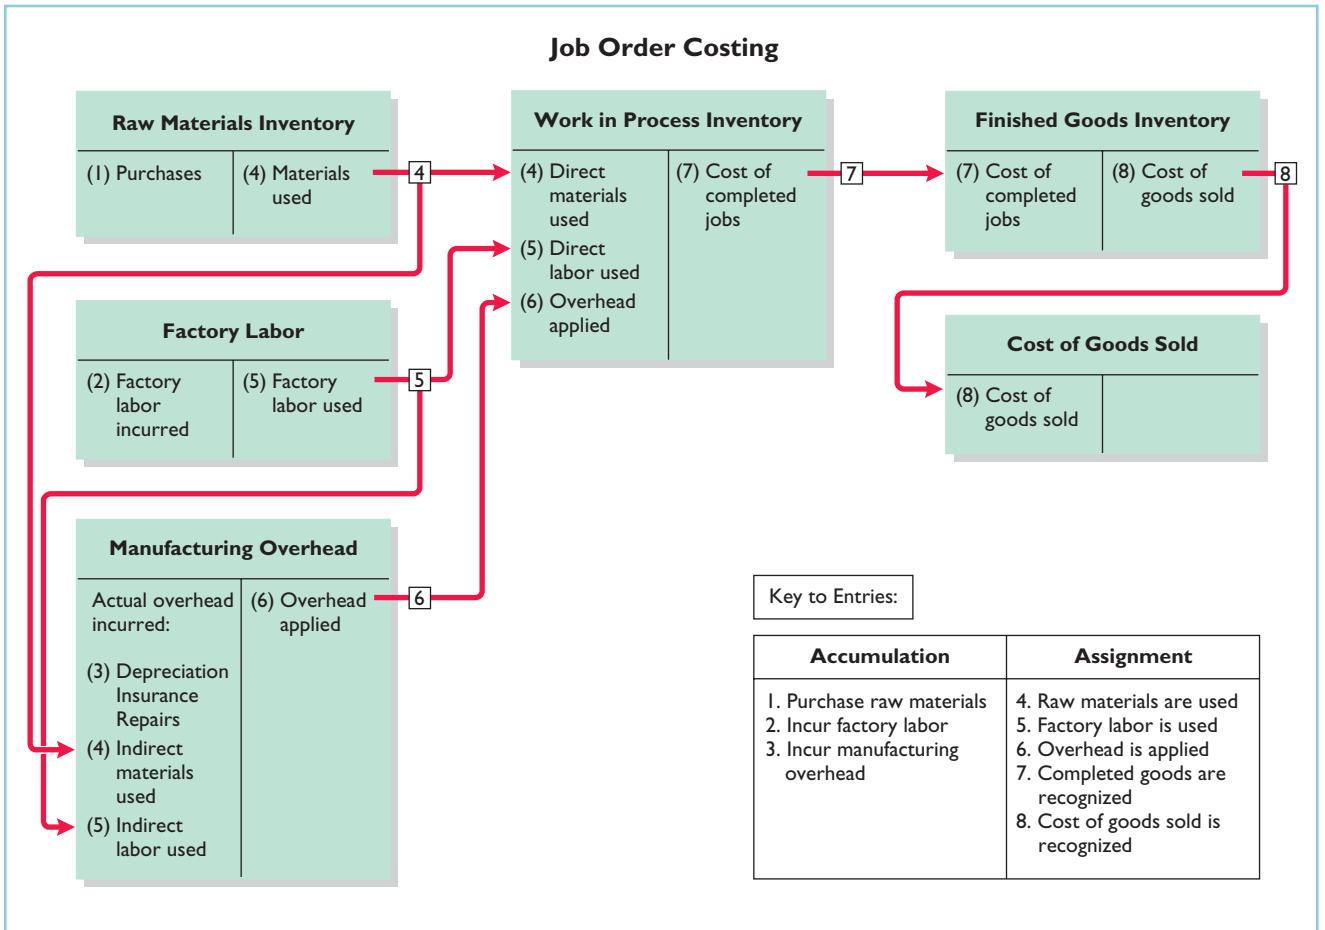 Job Order Costing
Raw Materials Inventory
(1) Purchases
(4) Materials
used
4
Work in Process Inventory
(4) Direct
materials
used
(5) Direct
labor used
(6) Overhead
applied
(7) Cost of
completed
jobs
7
Finished Goods Inventory
(7) Cost of
completed
jobs
(8) Cost of
goods sold
8
Factory Labor
(2) Factory
labor
incurred
(5) Factory
labor used
5
Cost of Goods Sold
(8) Cost of
goods sold
Manufacturing Overhead
Actual overhead
incurred:
(3) Depreciation
Insurance
Repairs
(4) Indirect
materials
used
(5) Indirect
labor used
(6) Overhead
applied
6
Key to Entries:
Accumulation
1. Purchase raw materials
2. Incur factory labor
3. Incur manufacturing
overhead
Assignment
4. Raw materials are used
5. Factory labor is used
6. Overhead is applied
7. Completed goods are
recognized
8. Cost of goods sold is
recognized